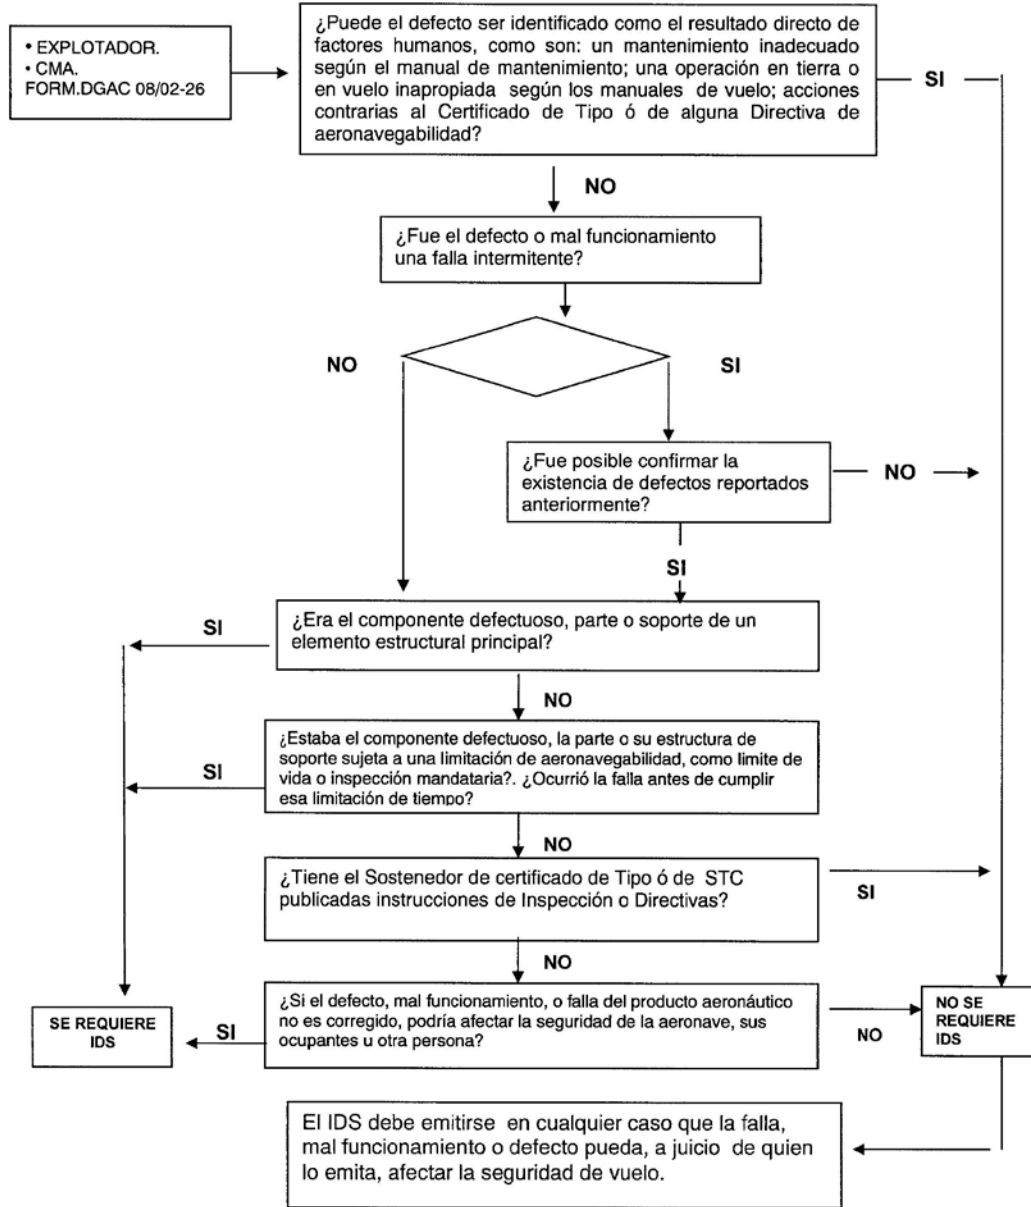 • EXPLOTADOR.
• CMA.
FORM.DGAC 08/02-26
¿Puede el defecto ser identificado como el resultado directo de
factores humanos, como son: un mantenimiento inadecuado
según el manual de mantenimiento; una operación en tierra o
en vuelo inapropiada según los manuales de vuelo; acciones
contrarias al Certificado de Tipo ó de alguna Directiva de
aeronavegabilidad?
SI
NO
¿Fue el defecto o mal funcionamiento
una falla intermitente?
NO
SI
¿Fue posible confirmar la
existencia de defectos reportados
anteriormente?
NO
SI
¿Era el componente defectuoso, parte o soporte de un
elemento estructural principal?
SI
NO
¿Estaba el componente defectuoso, la parte o su estructura de
soporte sujeta a una limitación de aeronavegabilidad, como limite de
vida o inspección mandataria?. ¿Ocurrió la falla antes de cumplir
esa limitación de tiempo?
SI
NO
¿Tiene el Sostenedor de certificado de Tipo ó de STC
publicadas instrucciones de Inspección o Directivas?
SI
NO
¿Si el defecto, mal funcionamiento, o falla del producto aeronáutico
no es corregido, podría afectar la seguridad de la aeronave, sus
ocupantes u otra persona?
SI
NO
SE REQUIERE
IDS
NO SE
REQUIERE
IDS
El IDS debe emitirse en cualquier caso que la falla,
mal funcionamiento o defecto pueda, a juicio de quien
lo emita, afectar la seguridad de vuelo.